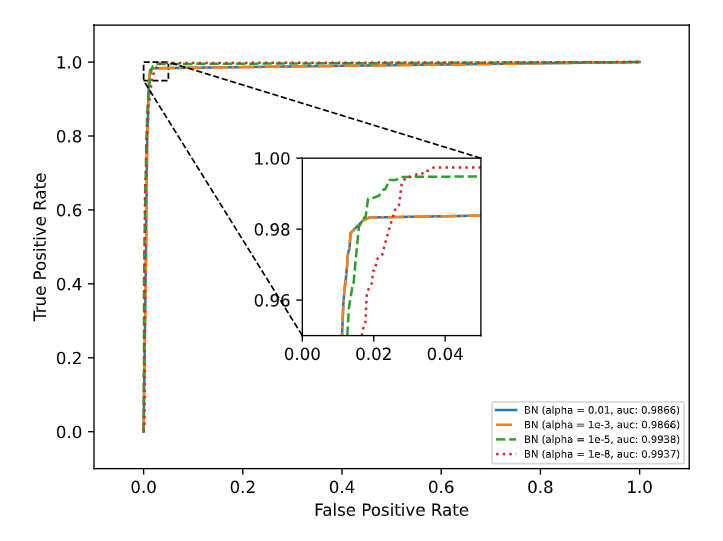 1.0
0.8
0.6
0.4
0.2
0.0
True Positive Rate
1.00
0.98
0.96
0.00 0.02 0.04
BN (alpha = 0.01, auc: 0.9866)
BN (alpha = 1e-3, auc: 0.9866)
BN (alpha = 1e-5, auc: 0.9938)
BN (alpha = 1e-8, auc: 0.9937)
0.0 0.2 0.4 0.6 0.8 1.0
False Positive Rate